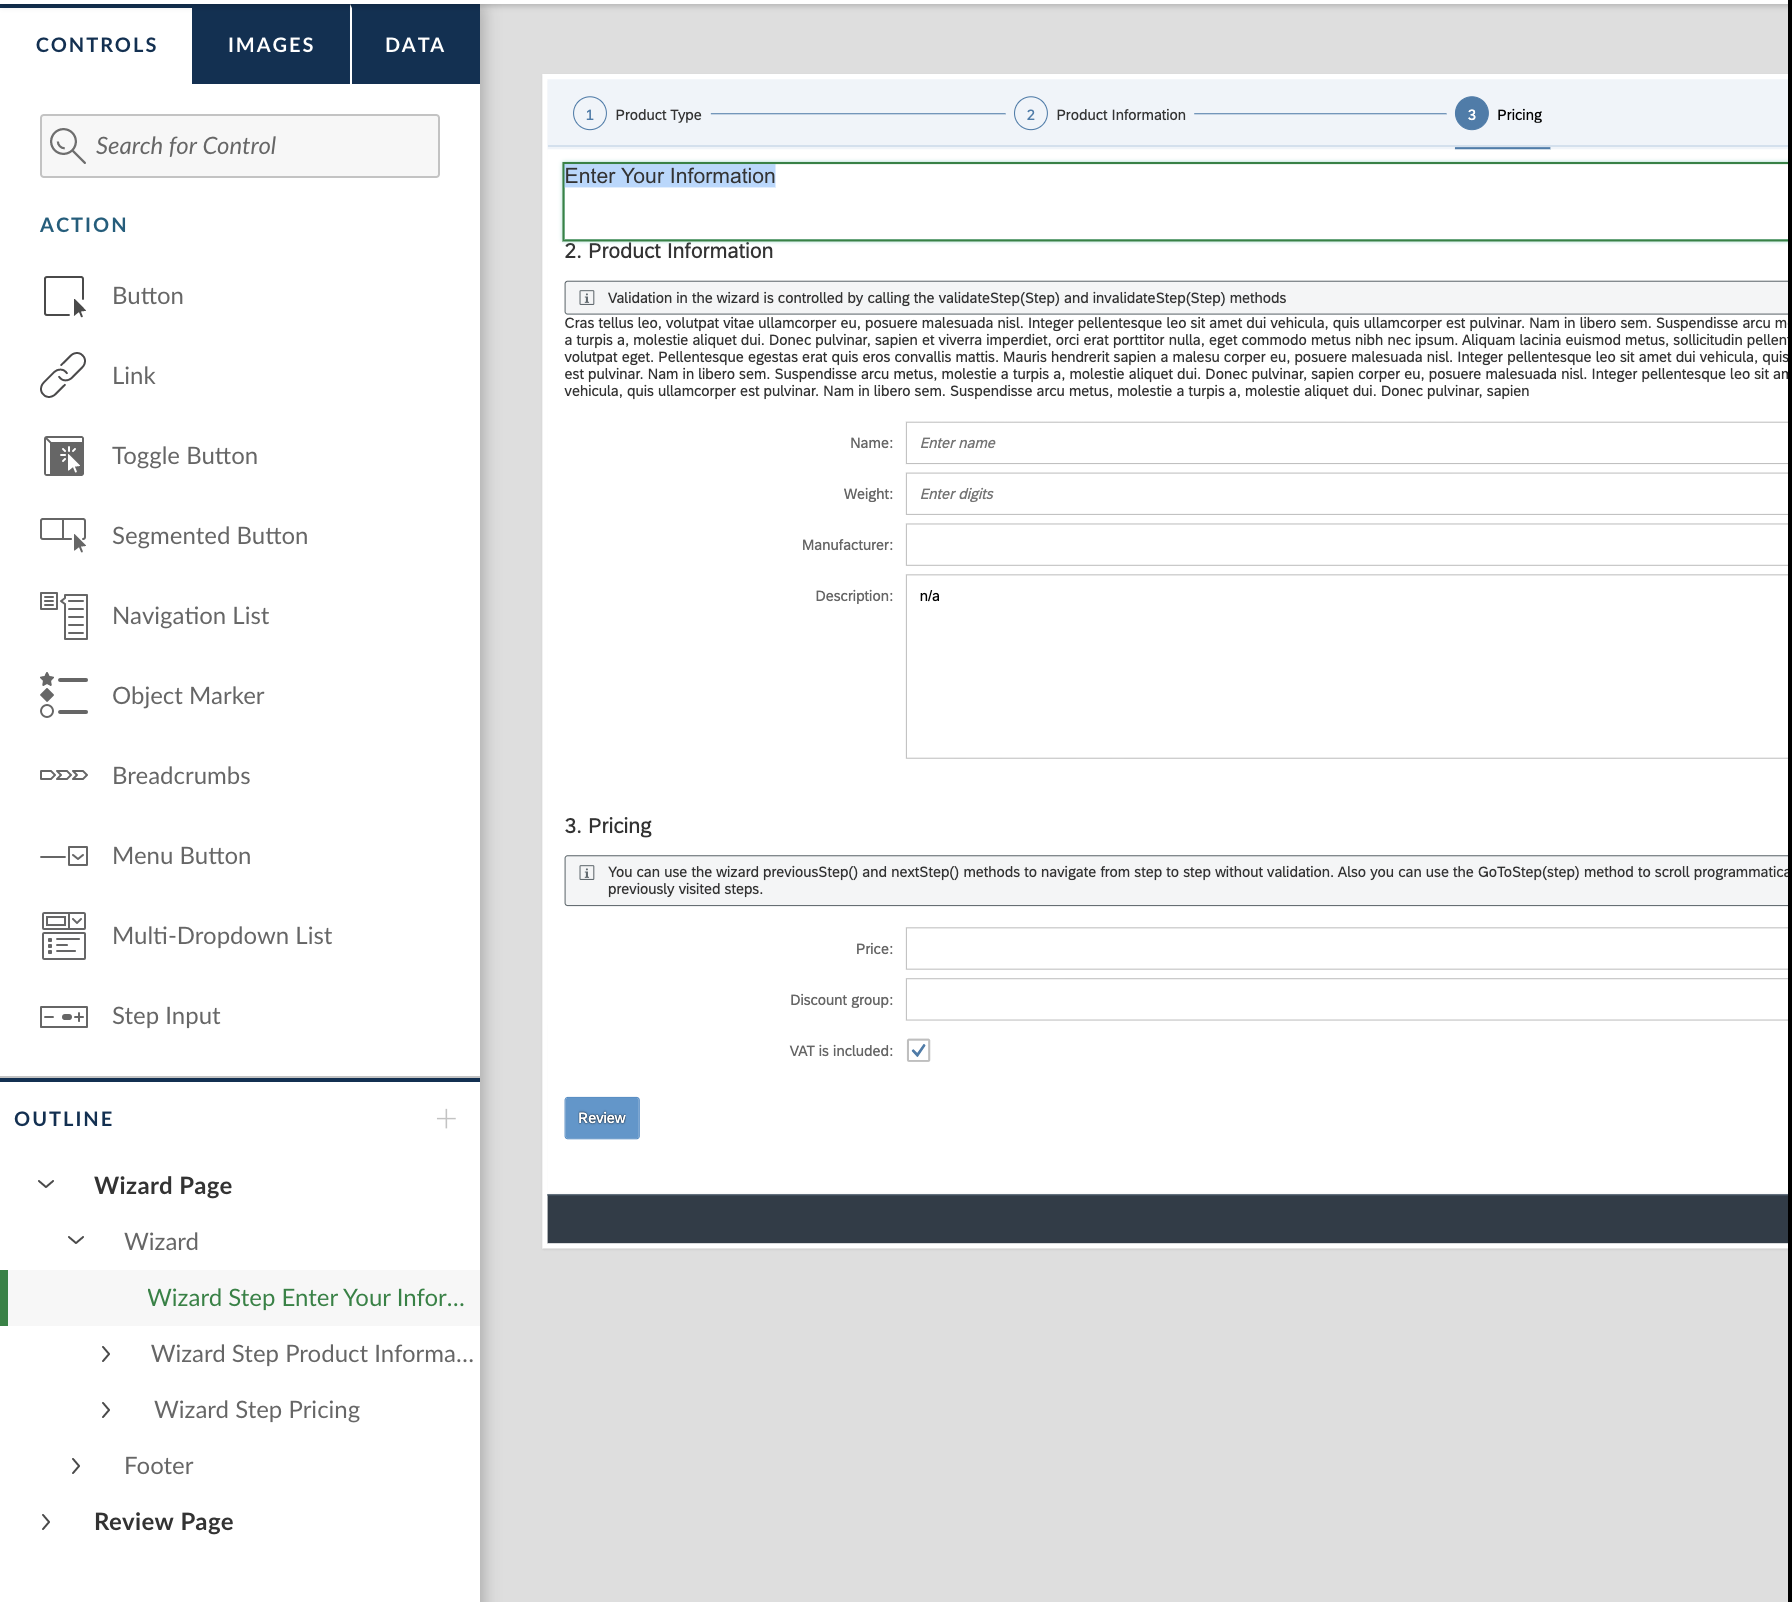 CONTROLS
IMAGES
DATA
Search for Control
ACTION
Button
Link
Toggle Button
Segmented Button
Navigation List
Object Marker
Breadcrumbs
Menu Button
Multi-Dropdown List
Step Input
OUTLINE
Wizard Page
Wizard
Wizard Step Enter Your Infor...
Wizard Step Product Informa...
Wizard Step Pricing
Footer
Review Page
1 Product Type
2 Product Information
3 Pricing
Enter Your Information
2. Product Information
Validation in the wizard is controlled by calling the validateStep(Step) and invalidateStep(Step) methods
Cras tellus leo, volutpat vitae ullamcorper eu, posuere malesuada nisl. Integer pellentesque leo sit amet dui vehicula, quis ullamcorper est pulvinar. Nam in libero sem. Suspendisse arcu m
a turpis a, molestie aliquet dui. Donec pulvinar, sapien et viverra imperdiet, orci erat porttitor nulla, eget commodo metus nibh nec ipsum. Aliquam lacinia euismod metus, sollicitudin pellen
volutpat eget. Pellentesque egestas erat quis eros convallis mattis. Mauris hendrerit sapien a malesu corper eu, posuere malesuada nisl. Integer pellentesque leo sit amet dui vehicula, quis
est pulvinar. Nam in libero sem. Suspendisse arcu metus, molestie a turpis a, molestie aliquet dui. Donec pulvinar, sapien corper eu, posuere malesuada nisl. Integer pellentesque leo sit am
vehicula, quis ullamcorper est pulvinar. Nam in libero sem. Suspendisse arcu metus, molestie a turpis a, molestie aliquet dui. Donec pulvinar, sapien
Name: Enter name
Weight: Enter digits
Manufacturer:
Description: n/a
3. Pricing
You can use the wizard previousStep() and nextStep() methods to navigate from step to step without validation. Also you can use the GoToStep(step) method to scroll programmatica
previously visited steps.
Price:
Discount group:
VAT is included:
Review